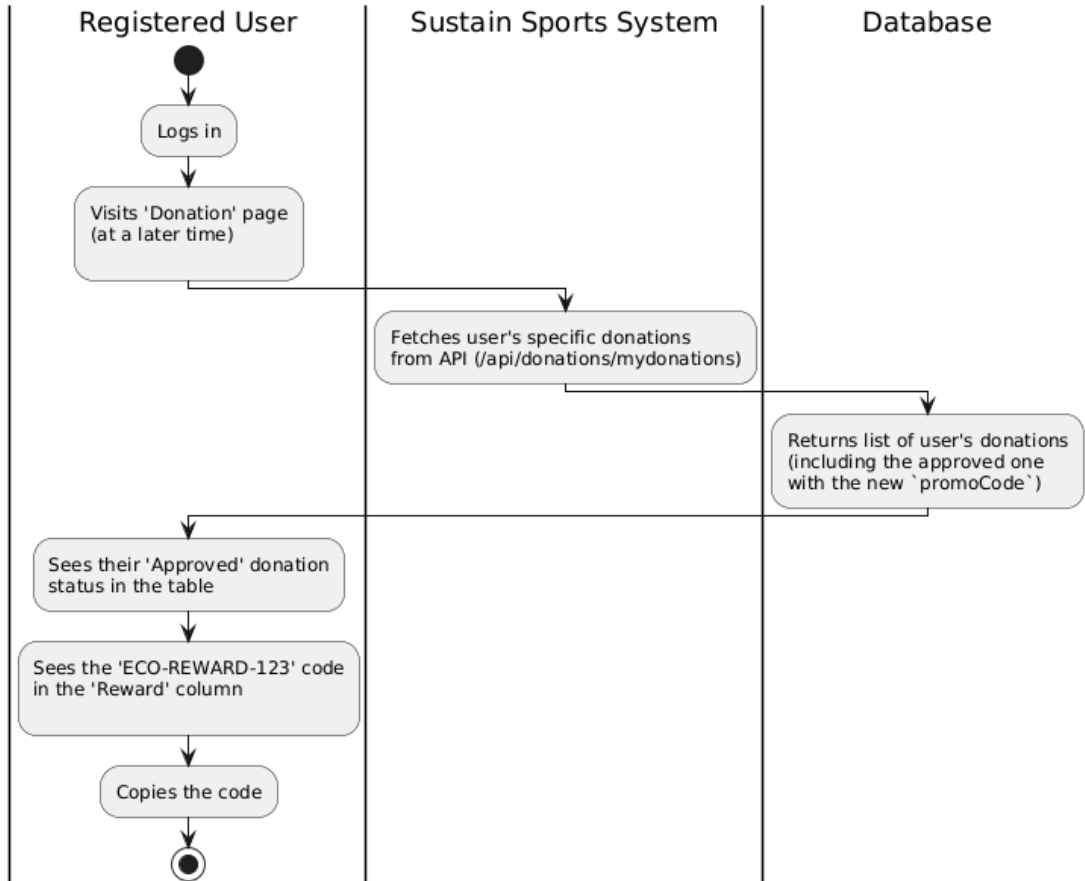 Registered User
Sustain Sports System
Database
Logs in
Visits 'Donation' page
(at a later time)
Fetches user's specific donations
from API (/api/donations/mydonations)
Returns list of user's donations
(including the approved one
with the new `promoCode`)
Sees their 'Approved' donation
status in the table
Sees the 'ECO-REWARD-123' code
in the 'Reward' column
Copies the code